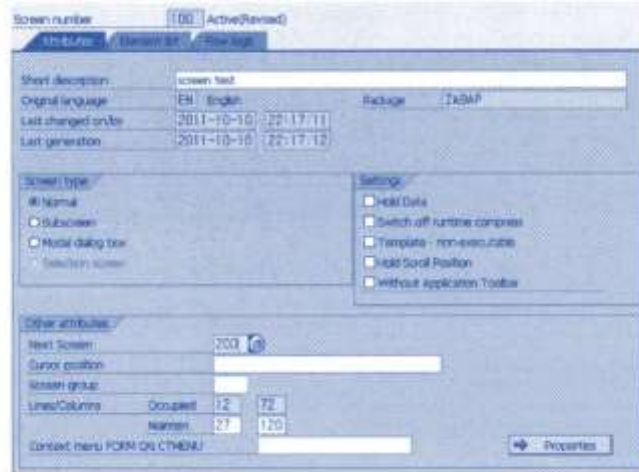 Screen number 100 Active(Revised)
Attributes Element list Flow logic
Short description screen test
Original language EN English Package ZABAP
Last changed on/by 2011-10-10 22:17:11
Last generation 2011-10-10 22:17:12
Screen type
Normal
Subscreen
Modal dialog box
Selection screen
Settings
Hold Data
Switch off runtime compress
Template - non-executable
Hold Scroll Position
Without Application Toolbar
Other attributes
Next Screen 200
Cursor position
Screen group
Lines/Columns Occupied 12 72
Mainten 27 120
Context menu FORM ON CTMENU
Properties